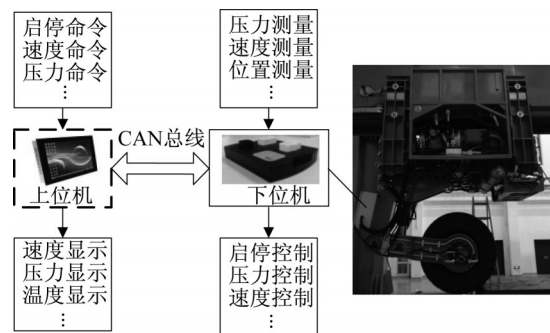 启停命令
速度命令
压力命令
⋮
压力测量
速度测量
位置测量
⋮
CAN总线
上位机
下位机
速度显示
压力显示
温度显示
⋮
启停控制
压力控制
速度控制
⋮